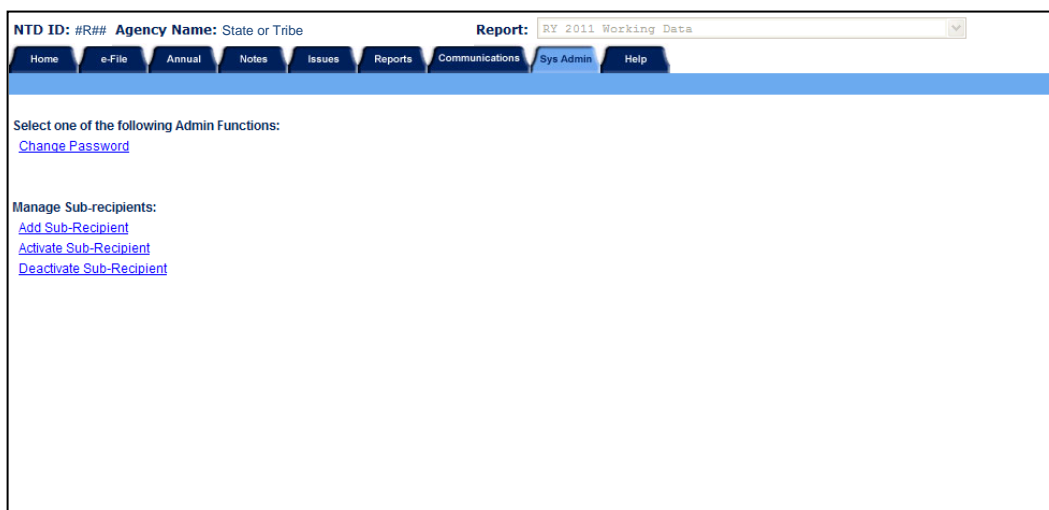 NTD ID: #R## Agency Name: State or Tribe Report: RY 2011 Working Data
Home e-File Annual Notes Issues Reports Communications Sys Admin Help
Select one of the following Admin Functions:
Change Password
Manage Sub-recipients:
Add Sub-Recipient
Activate Sub-Recipient
Deactivate Sub-Recipient